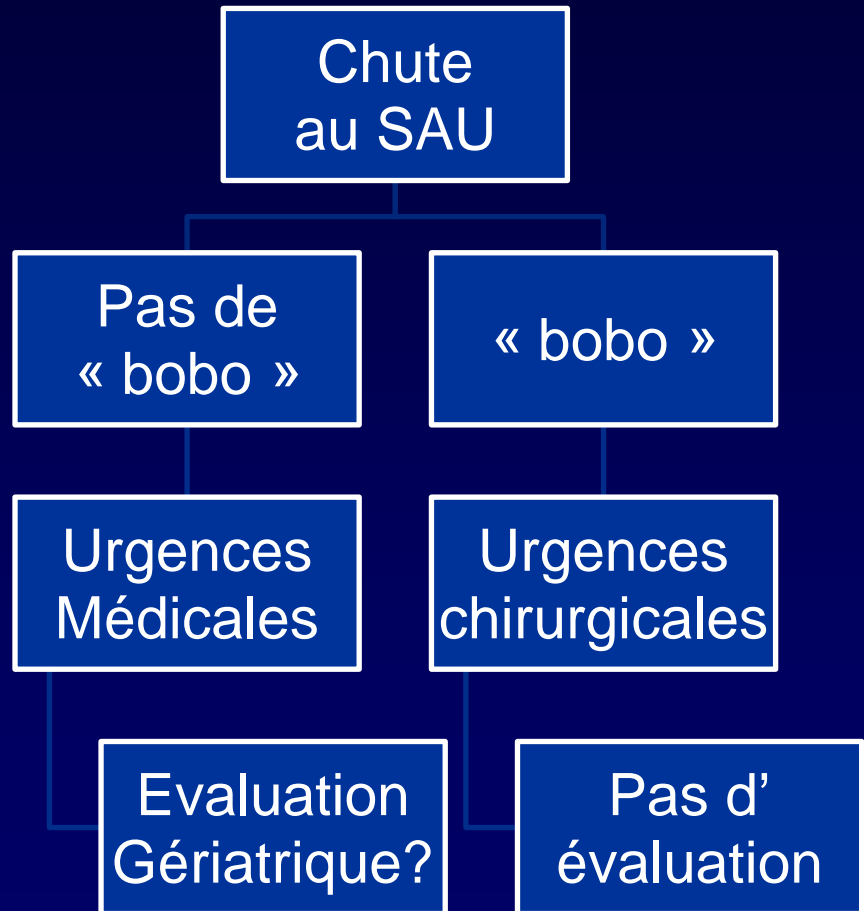 Chute
au SAU
Pas de
« bobo »
« bobo »
Urgences
Médicales
Urgences
chirurgicales
Evaluation
Gériatrique?
Pas d’
évaluation